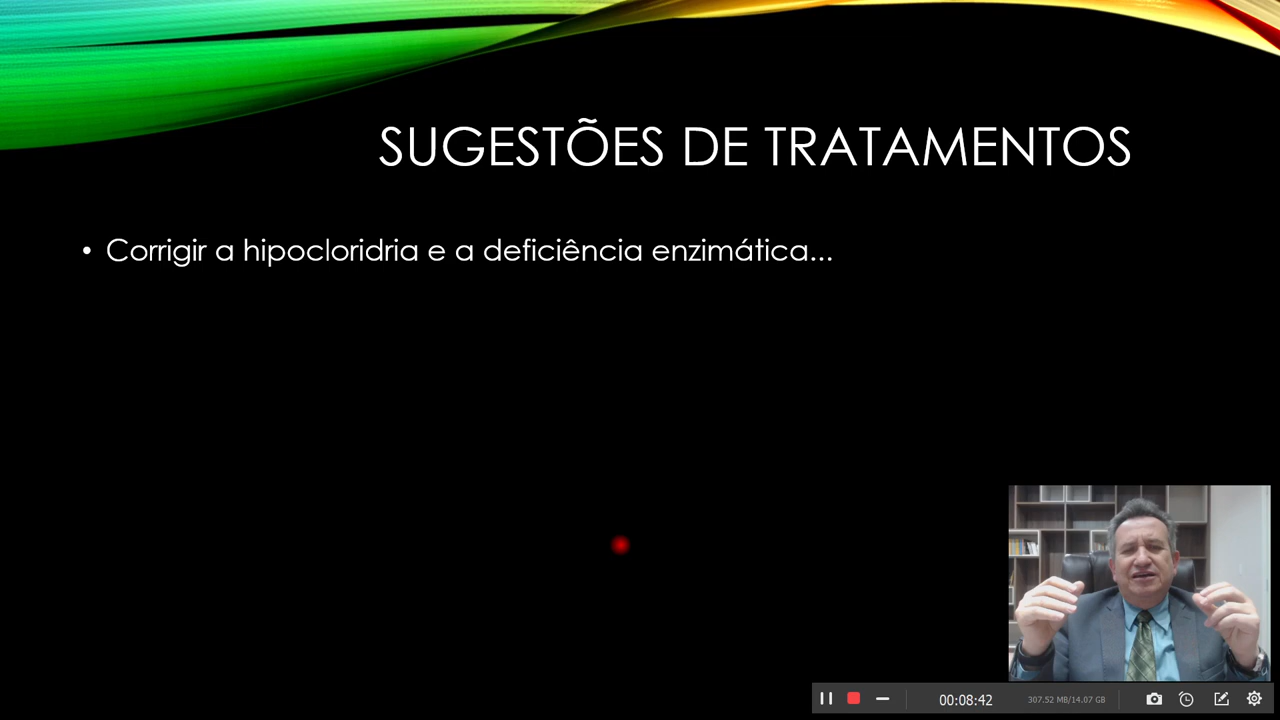 SUGESTÕES DE TRATAMENTOS
• Corrigir a hipocloridria e a deficiência enzimática...
00:08:42
307.52 MB/14.07 GB